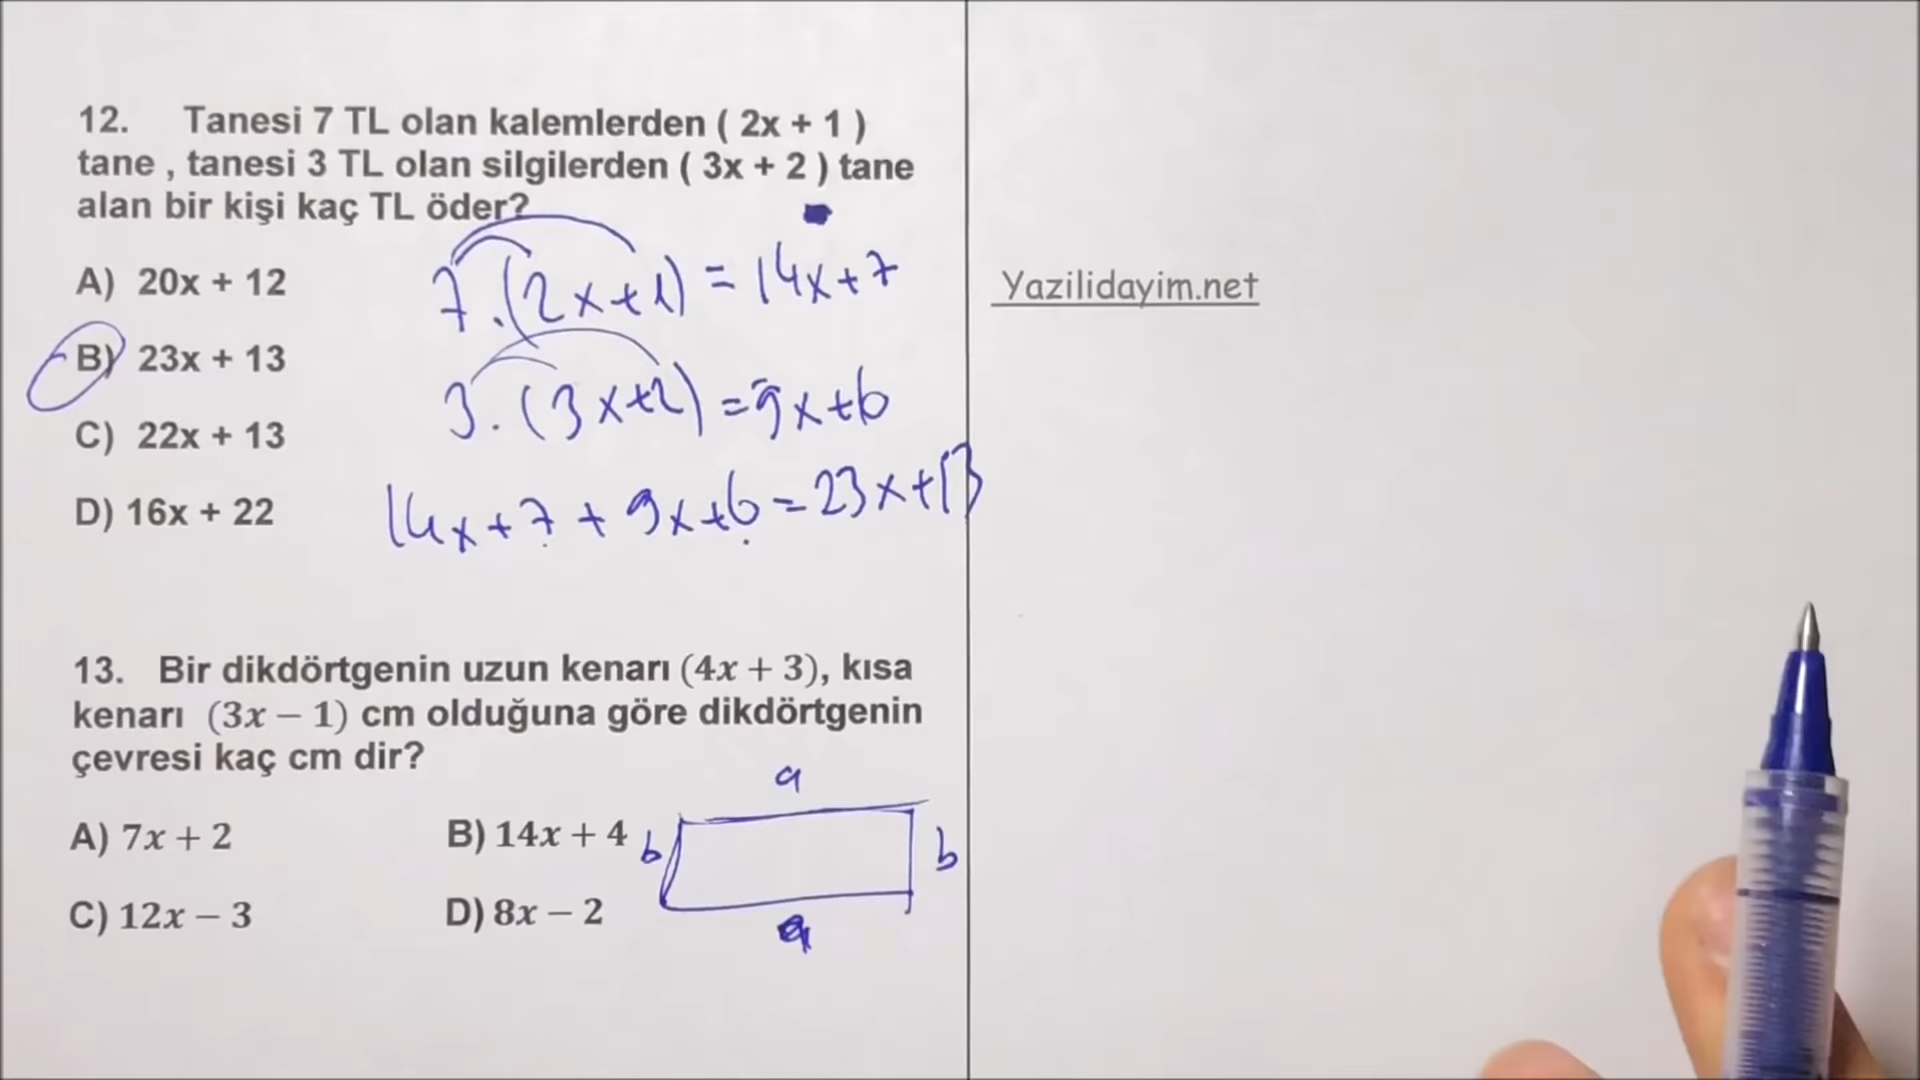 12. Tanesi 7 TL olan kalemlerden ( 2x + 1 )
tane , tanesi 3 TL olan silgilerden ( 3x + 2 ) tane
alan bir kişi kaç TL öder?
A) 20x + 12
7.(2x+1) = 14x+7
B) 23x + 13
3.(3x+2) = 9x+6
C) 22x + 13
D) 16x + 22
14x+7 + 9x+6 = 23x+13
Yazilidayim.net
13. Bir dikdörtgenin uzun kenarı (4x + 3), kısa
kenarı (3x − 1) cm olduğuna göre dikdörtgenin
çevresi kaç cm dir?
a
A) 7x + 2
B) 14x + 4
b
b
C) 12x − 3
D) 8x − 2
a